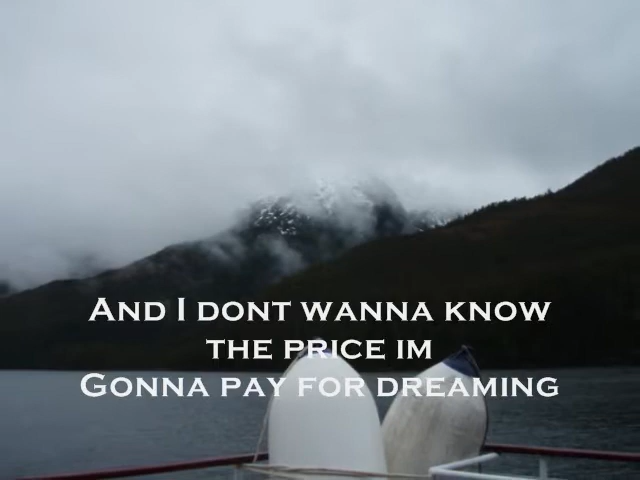 And I dont wanna know
the price im
Gonna pay for dreaming